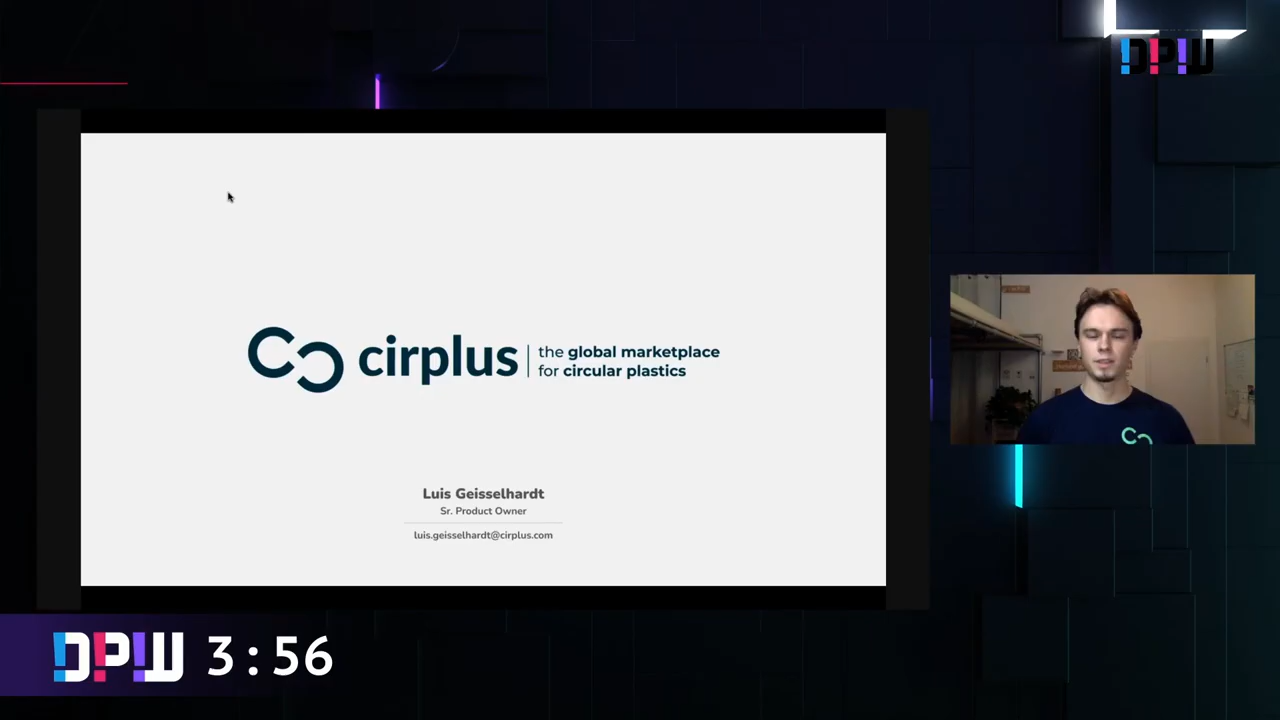 DPW
cirplus
the global marketplace
for circular plastics
Luis Geisselhardt
Sr. Product Owner
luis.geisselhardt@cirplus.com
DPW 3:56